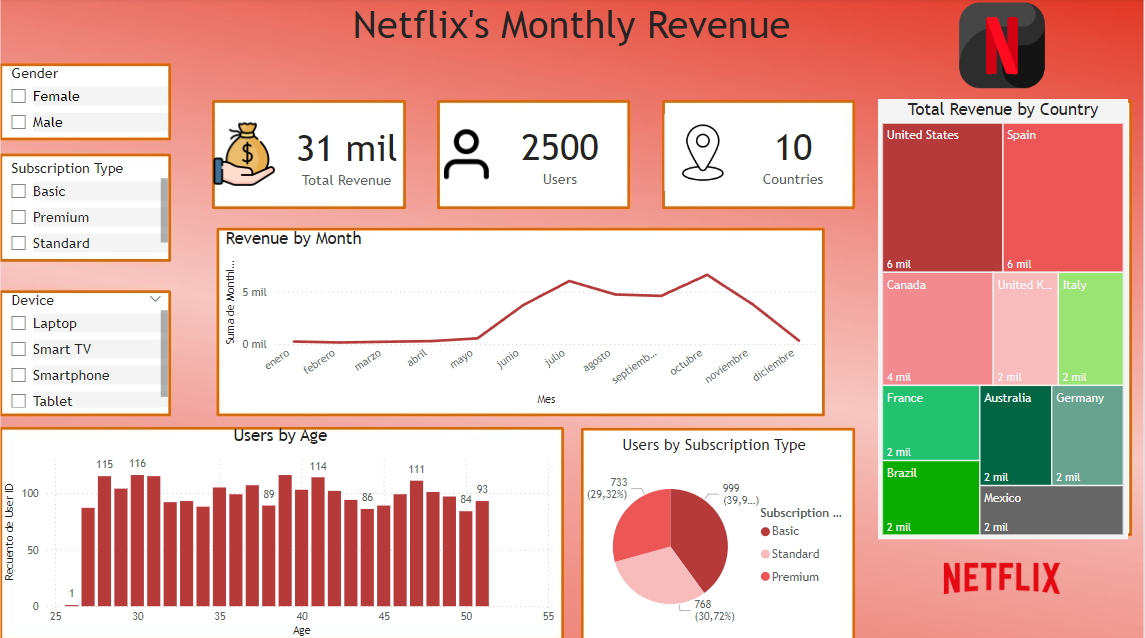 Netflix's Monthly Revenue
N
Gender
Female
Male
Subscription Type
Basic
Premium
Standard
Device
Laptop
Smart TV
Smartphone
Tablet
$
31 mil
Total Revenue
2500
Users
10
Countries
Revenue by Month
Suma de Monthl...
5 mil
0 mil
enero
febrero
marzo
abril
mayo
junio
julio
agosto
septiemb...
octubre
noviembre
diciembre
Mes
Total Revenue by Country
United States
6 mil
Spain
6 mil
Canada
4 mil
United K...
2 mil
Italy
2 mil
France
2 mil
Australia
2 mil
Germany
2 mil
Brazil
2 mil
Mexico
2 mil
Users by Age
Recuento de User ID
100
50
0
1
115
116
89
114
86
111
84
93
25
30
35
40
45
50
55
Age
Users by Subscription Type
733
(29,32%)
999
(39,9...)
768
(30,72%)
Subscription ...
Basic
Standard
Premium
NETFLIX